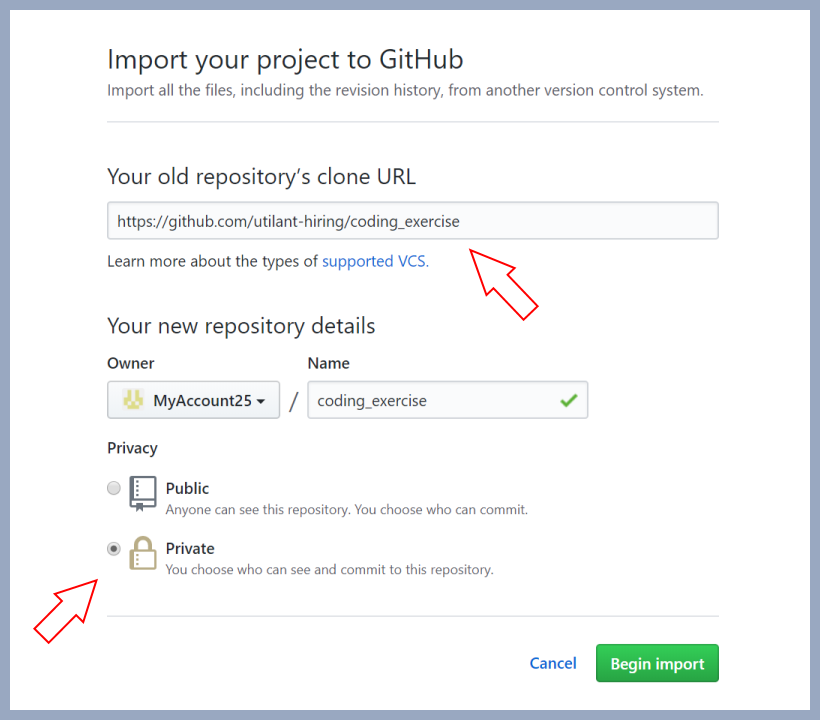 Import your project to GitHub
Import all the files, including the revision history, from another version control system.
Your old repository's clone URL
https://github.com/utilant-hiring/coding_exercise
Learn more about the types of supported VCS.
Your new repository details
Owner Name
MyAccount25 / coding_exercise
Privacy
Public
Anyone can see this repository. You choose who can commit.
Private
You choose who can see and commit to this repository.
Cancel Begin import